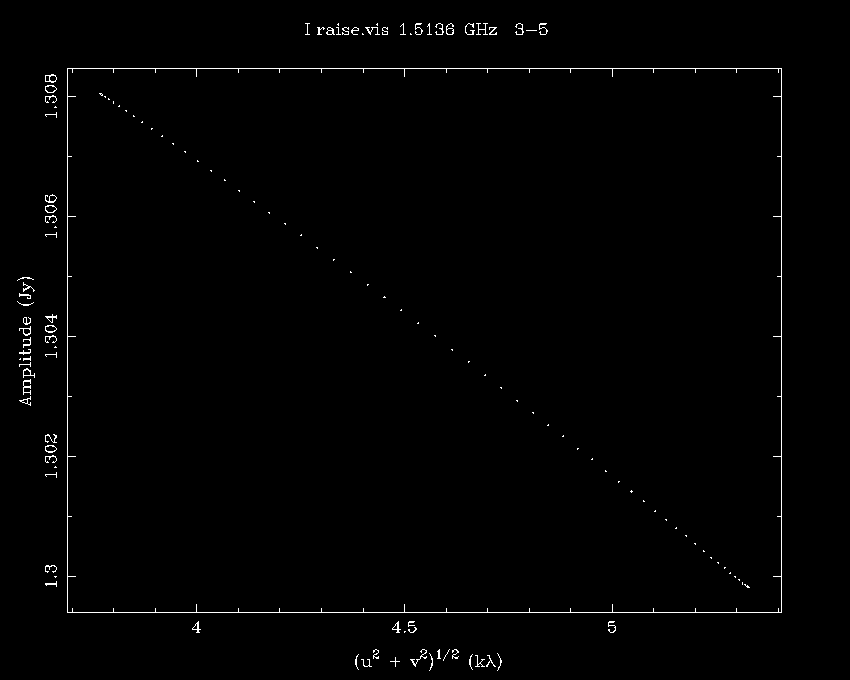 I raise.vis 1.5136 GHz 3-5
1.308
1.306
1.304
1.302
1.3
Amplitude (Jy)
4 4.5 5
(u² + v²)^1/2 (kλ)